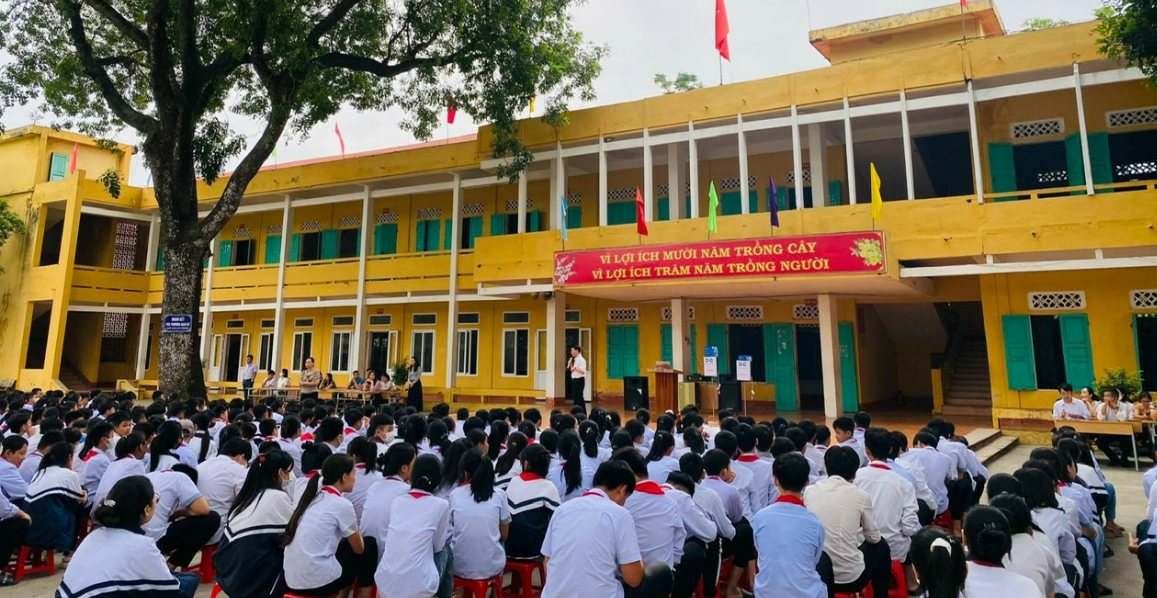 VÌ LỢI ÍCH MƯỜI NĂM TRỒNG CÂY
VÌ LỢI ÍCH TRĂM NĂM TRỒNG NGƯỜI